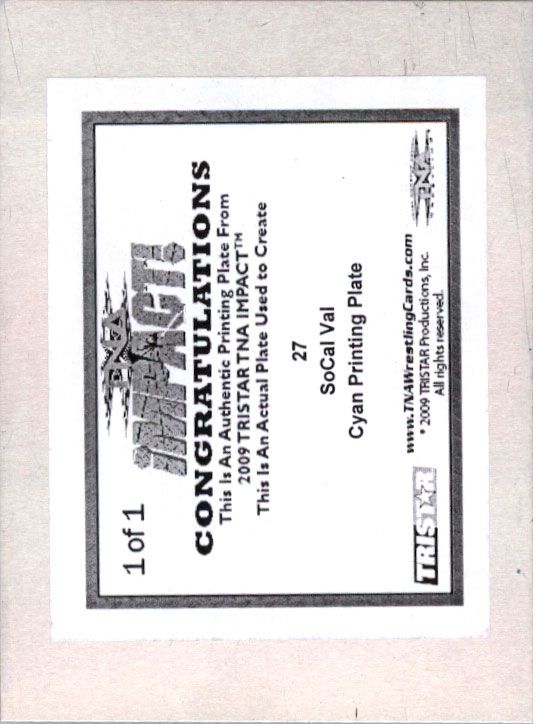 1 of 1
TNA
IMPACT!
CONGRATULATIONS
This Is An Authentic Printing Plate From
2009 TRISTAR TNA IMPACT™
This Is An Actual Plate Used to Create
27
SoCal Val
Cyan Printing Plate
TRISTAR
www.TNAWrestlingCards.com
© 2009 TRISTAR Productions, Inc.
All rights reserved.
TNA